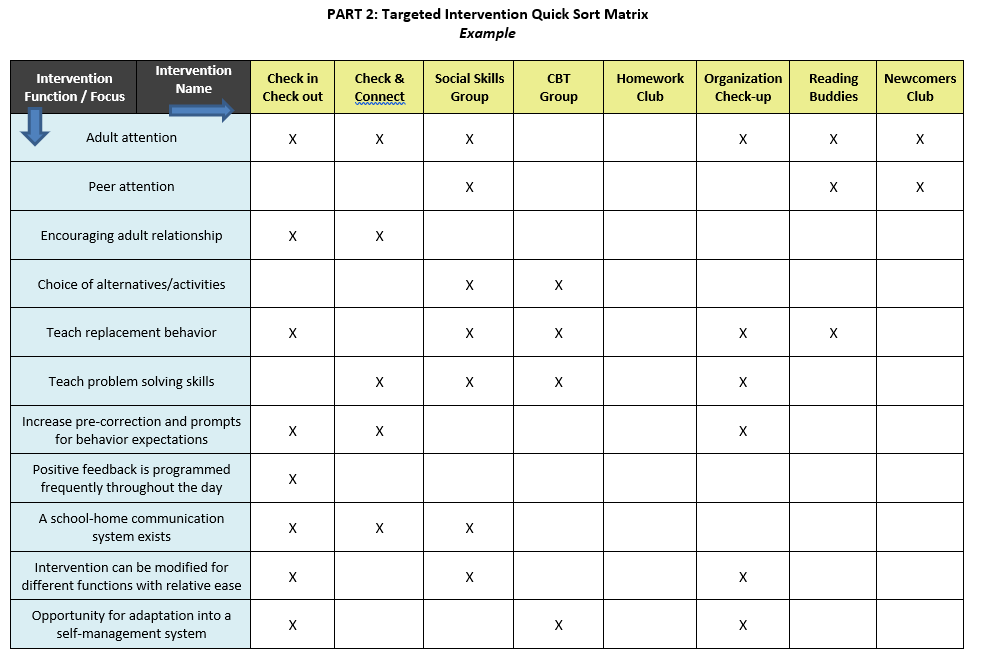 PART 2: Targeted Intervention Quick Sort Matrix
Example
Intervention Function / Focus Intervention Name Check in Check out Check & Connect Social Skills Group CBT Group Homework Club Organization Check-up Reading Buddies Newcomers Club
Adult attention X X X X X X
Peer attention X X X
Encouraging adult relationship X X
Choice of alternatives/activities X X
Teach replacement behavior X X X X X
Teach problem solving skills X X X X
Increase pre-correction and prompts
for behavior expectations X X X
Positive feedback is programmed
frequently throughout the day X
A school-home communication
system exists X X X
Intervention can be modified for
different functions with relative ease X X X
Opportunity for adaptation into a
self-management system X X X